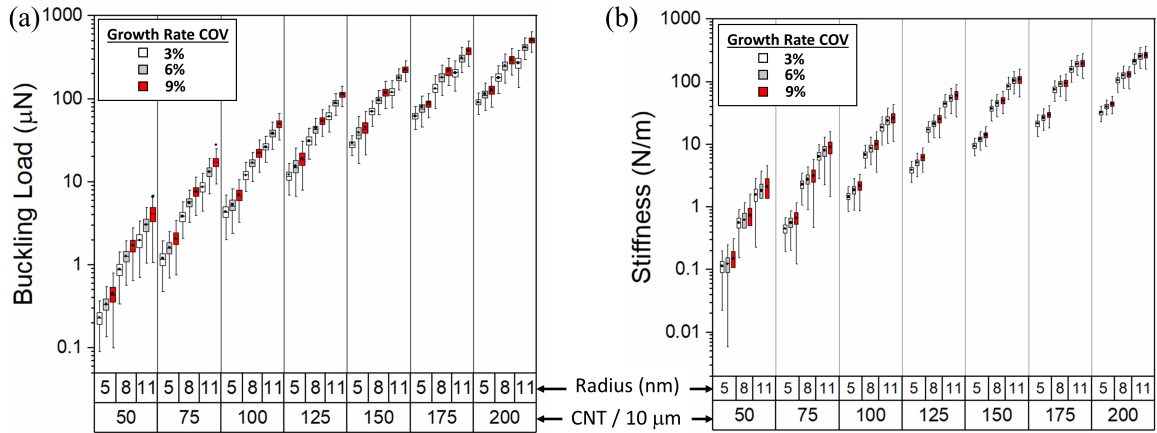 (a)
Buckling Load (μN)
1000
100
10
1
0.1
Growth Rate COV
3%
6%
9%
5 8 11 5 8 11 5 8 11 5 8 11 5 8 11 5 8 11 5 8 11
50 75 100 125 150 175 200
Radius (nm)
CNT / 10 μm
(b)
Stiffness (N/m)
1000
100
10
1
0.1
0.01
Growth Rate COV
3%
6%
9%
5 8 11 5 8 11 5 8 11 5 8 11 5 8 11 5 8 11 5 8 11
50 75 100 125 150 175 200